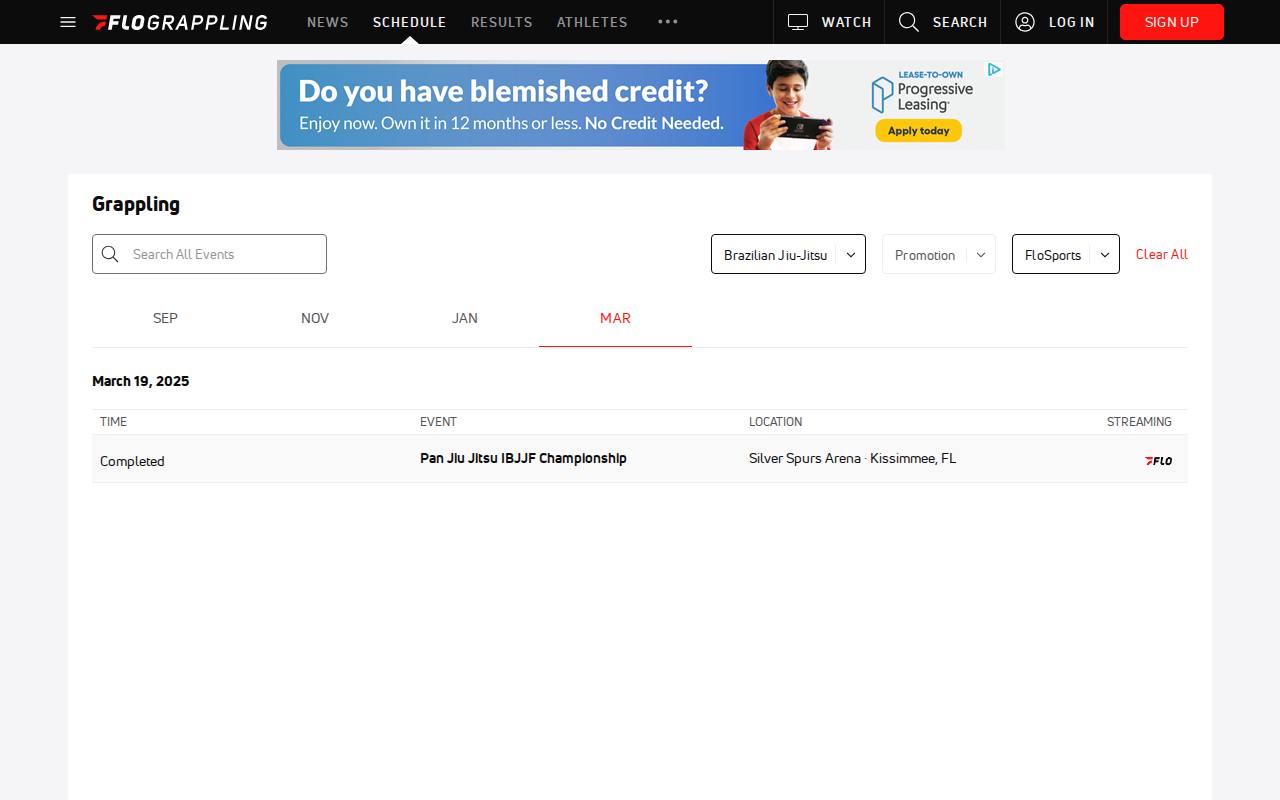 FLOGRAPPLING NEWS SCHEDULE RESULTS ATHLETES WATCH SEARCH LOG IN SIGN UP
Do you have blemished credit?
Enjoy now. Own it in 12 months or less. No Credit Needed.
LEASE-TO-OWN
Progressive
Leasing
Apply today
Grappling
Search All Events Brazilian Jiu-Jitsu Promotion FloSports Clear All
SEP NOV JAN MAR
March 19, 2025
TIME EVENT LOCATION STREAMING
Completed Pan Jiu Jitsu IBJJF Championship Silver Spurs Arena · Kissimmee, FL FLO